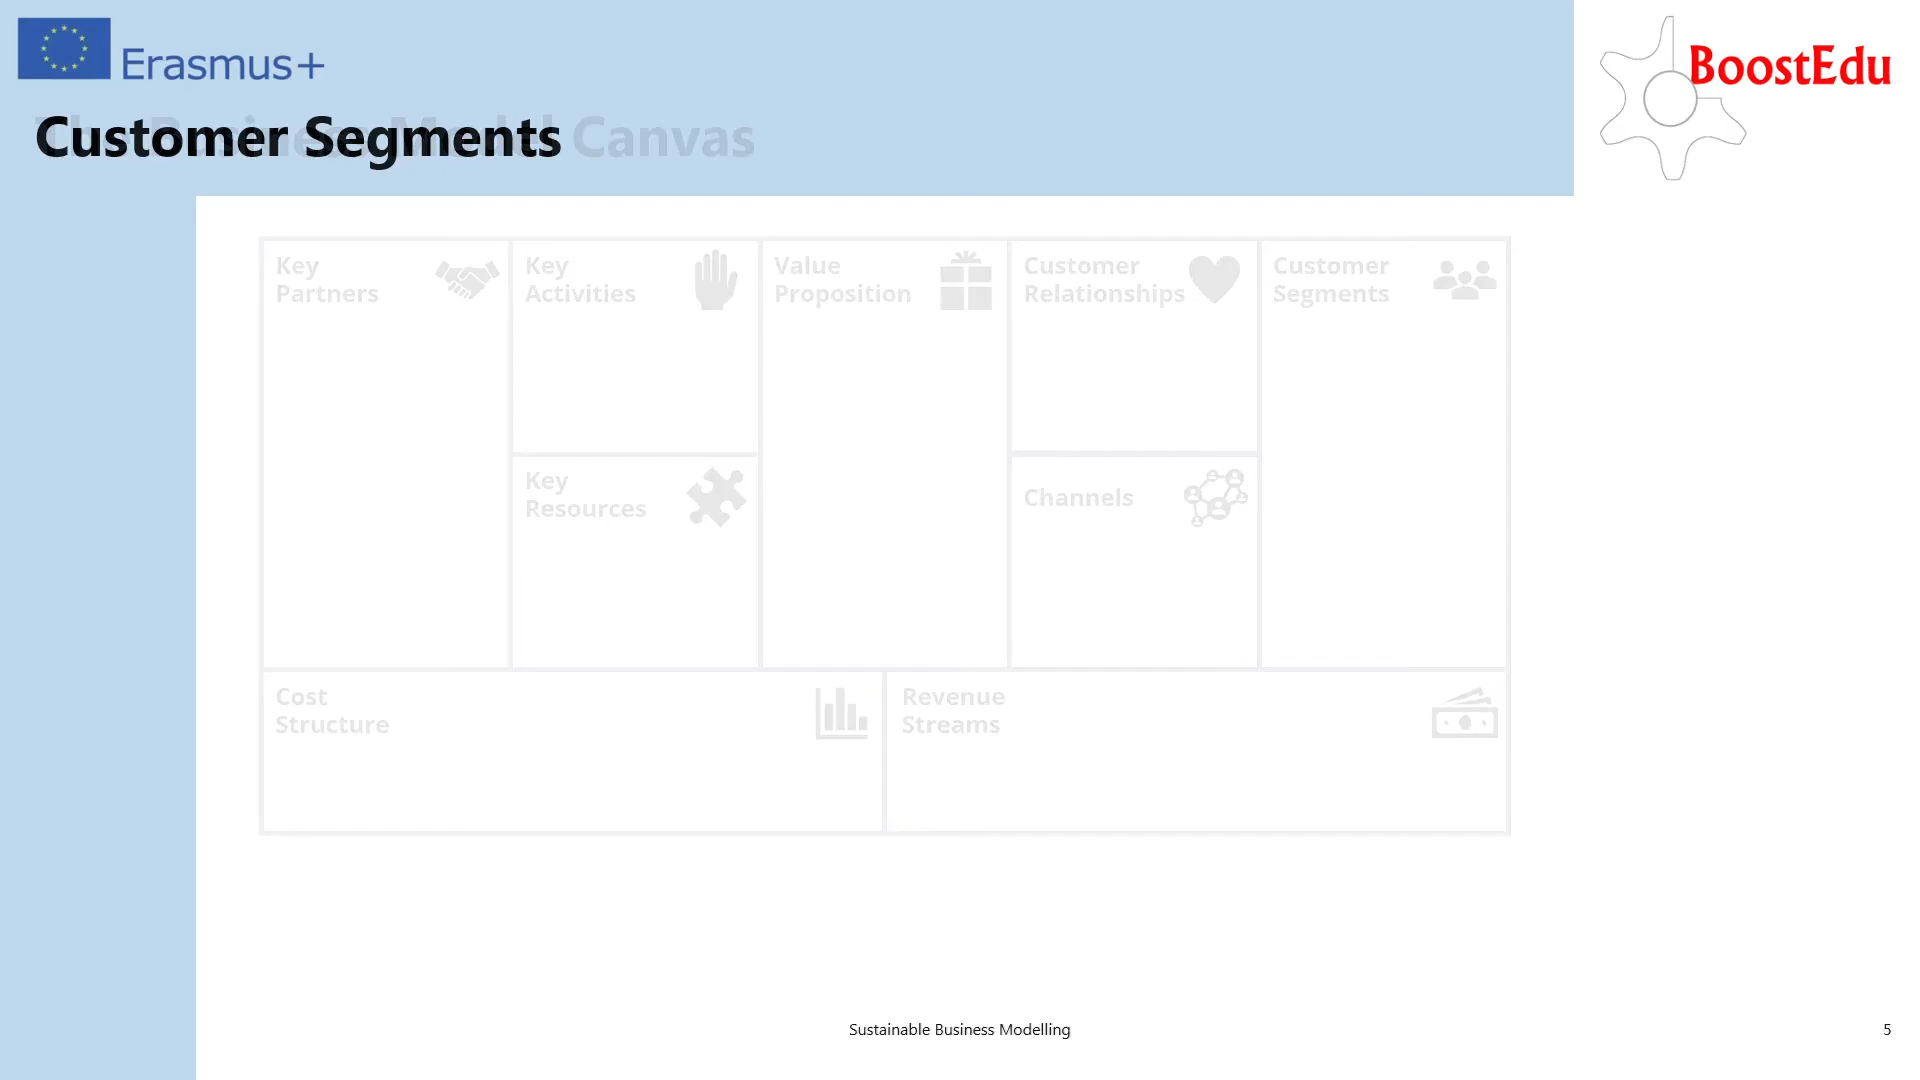 Erasmus+
BoostEdu
Customer Segments
The Business Model Canvas
Key
Partners
Key
Activities
Value
Proposition
Customer
Relationships
Customer
Segments
Key
Resources
Channels
Cost
Structure
Revenue
Streams
Sustainable Business Modelling
5